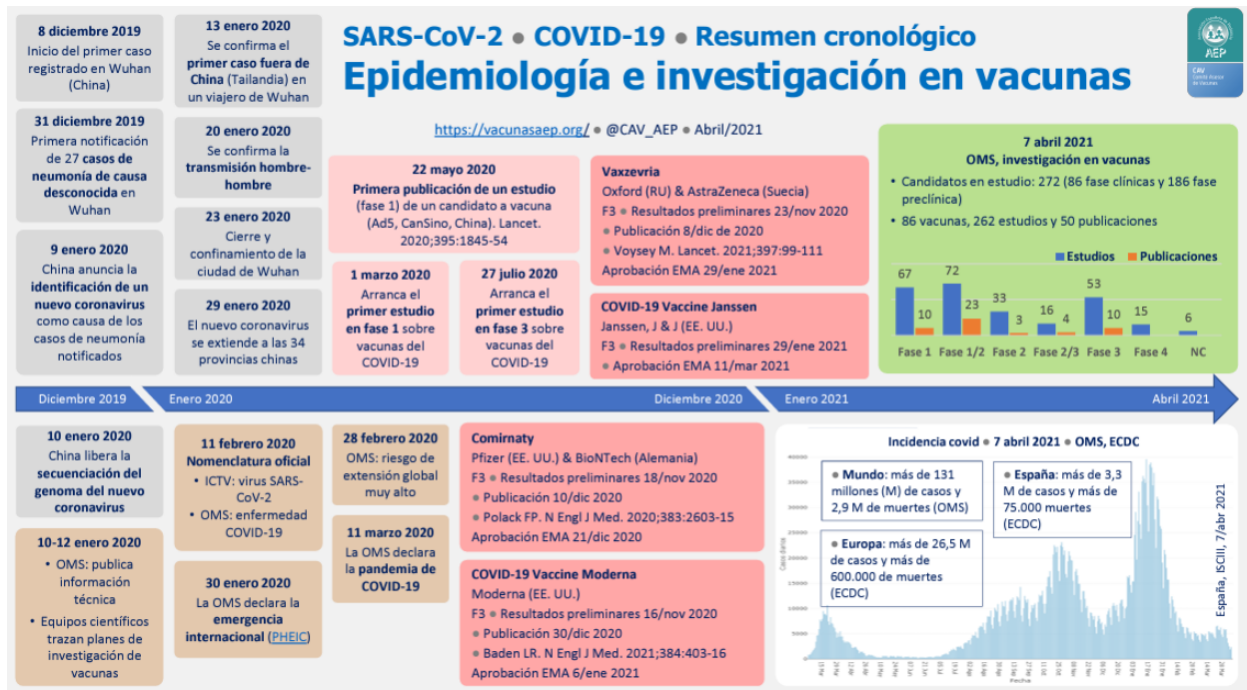 SARS-CoV-2 ● COVID-19 ● Resumen cronológico
Epidemiología e investigación en vacunas
https://vacunasaep.org/ ● @CAV_AEP ● Abril/2021
AEP
CAV
Comité Asesor
de Vacunas
8 diciembre 2019
Inicio del primer caso
registrado en Wuhan
(China)
31 diciembre 2019
Primera notificación
de 27 casos de
neumonía de causa
desconocida en
Wuhan
9 enero 2020
China anuncia la
identificación de un
nuevo coronavirus
como causa de los
casos de neumonía
notificados
13 enero 2020
Se confirma el
primer caso fuera de
China (Tailandia) en
un viajero de Wuhan
20 enero 2020
Se confirma la
transmisión hombre-
hombre
23 enero 2020
Cierre y
confinamiento de la
ciudad de Wuhan
29 enero 2020
El nuevo coronavirus
se extiende a las 34
provincias chinas
22 mayo 2020
Primera publicación de un estudio
(fase 1) de un candidato a vacuna
(Ad5, CanSino, China). Lancet.
2020;395:1845-54
1 marzo 2020
Arranca el
primer estudio
en fase 1 sobre
vacunas del
COVID-19
27 julio 2020
Arranca el
primer estudio
en fase 3 sobre
vacunas del
COVID-19
Vaxzevria
Oxford (RU) & AstraZeneca (Suecia)
F3 ● Resultados preliminares 23/nov 2020
● Publicación 8/dic de 2020
● Voysey M. Lancet. 2021;397:99-111
Aprobación EMA 29/ene 2021
COVID-19 Vaccine Janssen
Janssen, J & J (EE. UU.)
F3 ● Resultados preliminares 29/ene 2021
● Aprobación EMA 11/mar 2021
7 abril 2021
OMS, investigación en vacunas
• Candidatos en estudio: 272 (86 fase clínicas y 186 fase
preclínica)
• 86 vacunas, 262 estudios y 50 publicaciones
Estudios Publicaciones
67 10 72 23 33 3 16 4 53 10 15 6
Fase 1 Fase 1/2 Fase 2 Fase 2/3 Fase 3 Fase 4 NC
Diciembre 2019 Enero 2020 Diciembre 2020 Enero 2021 Abril 2021
10 enero 2020
China libera la
secuenciación del
genoma del nuevo
coronavirus
10-12 enero 2020
• OMS: publica
información
técnica
• Equipos científicos
trazan planes de
investigación de
vacunas
11 febrero 2020
Nomenclatura oficial
• ICTV: virus SARS-
CoV-2
• OMS: enfermedad
COVID-19
30 enero 2020
La OMS declara la
emergencia
internacional (PHEIC)
28 febrero 2020
OMS: riesgo de
extensión global
muy alto
11 marzo 2020
La OMS declara
la pandemia de
COVID-19
Comirnaty
Pfizer (EE. UU.) & BioNTech (Alemania)
F3 ● Resultados preliminares 18/nov 2020
● Publicación 10/dic 2020
● Polack FP. N Engl J Med. 2020;383:2603-15
Aprobación EMA 21/dic 2020
COVID-19 Vaccine Moderna
Moderna (EE. UU.)
F3 ● Resultados preliminares 16/nov 2020
● Publicación 30/dic 2020
● Baden LR. N Engl J Med. 2021;384:403-16
Aprobación EMA 6/ene 2021
Incidencia covid ● 7 abril 2021 ● OMS, ECDC
● Mundo: más de 131
millones (M) de casos y
2,9 M de muertes (OMS)
● España: más de 3,3
M de casos y más de
75.000 muertes
(ECDC)
● Europa: más de 26,5 M
de casos y más de
600.000 de muertes
(ECDC)
España, ISCIII, 7/abr 2021